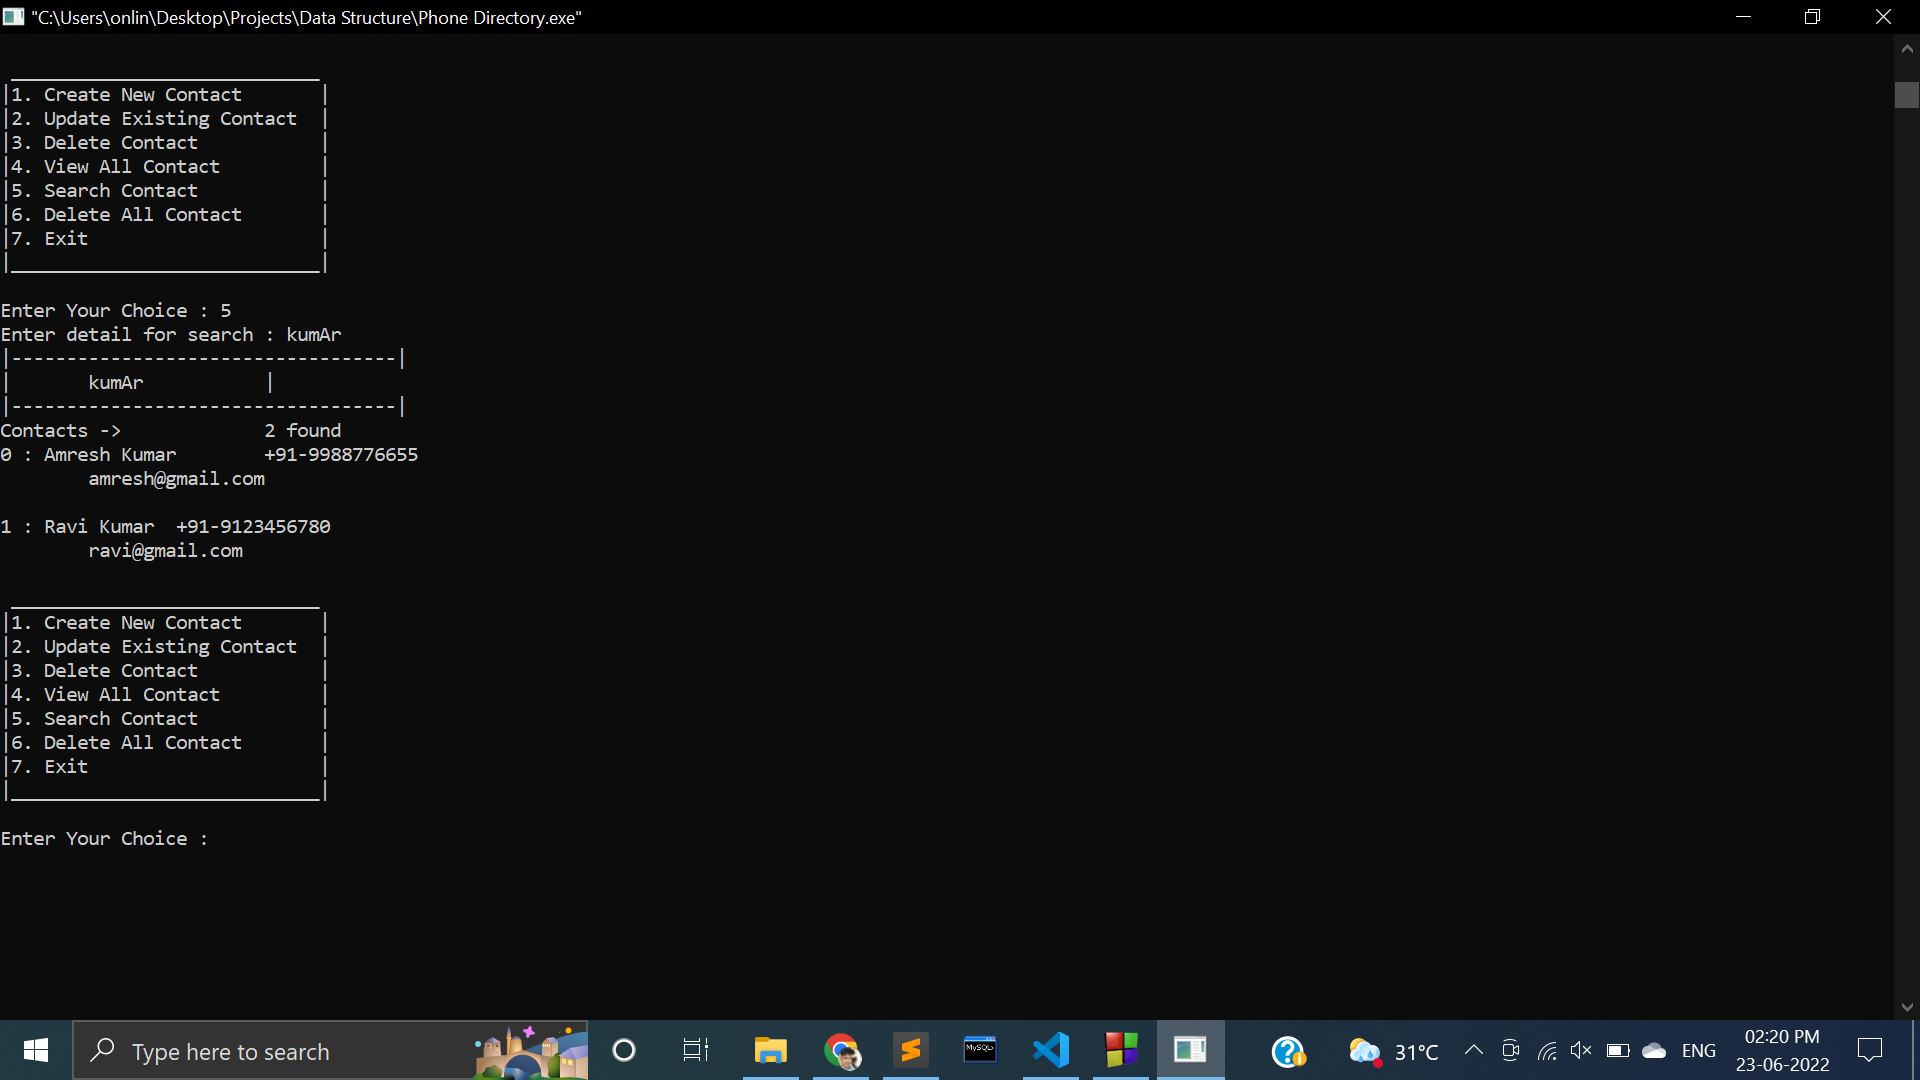 "C:\Users\onlin\Desktop\Projects\Data Structure\Phone Directory.exe"
 ____________________________
|1. Create New Contact       |
|2. Update Existing Contact  |
|3. Delete Contact           |
|4. View All Contact         |
|5. Search Contact           |
|6. Delete All Contact       |
|7. Exit                     |
|____________________________|
Enter Your Choice : 5
Enter detail for search : kumAr
|-----------------------------------|
|       kumAr           |
|-----------------------------------|
Contacts ->             2 found
0 : Amresh Kumar        +91-9988776655
        amresh@gmail.com
1 : Ravi Kumar  +91-9123456780
        ravi@gmail.com
 ____________________________
|1. Create New Contact       |
|2. Update Existing Contact  |
|3. Delete Contact           |
|4. View All Contact         |
|5. Search Contact           |
|6. Delete All Contact       |
|7. Exit                     |
|____________________________|
Enter Your Choice :
Type here to search
MySQL
31°C
ENG
02:20 PM
23-06-2022